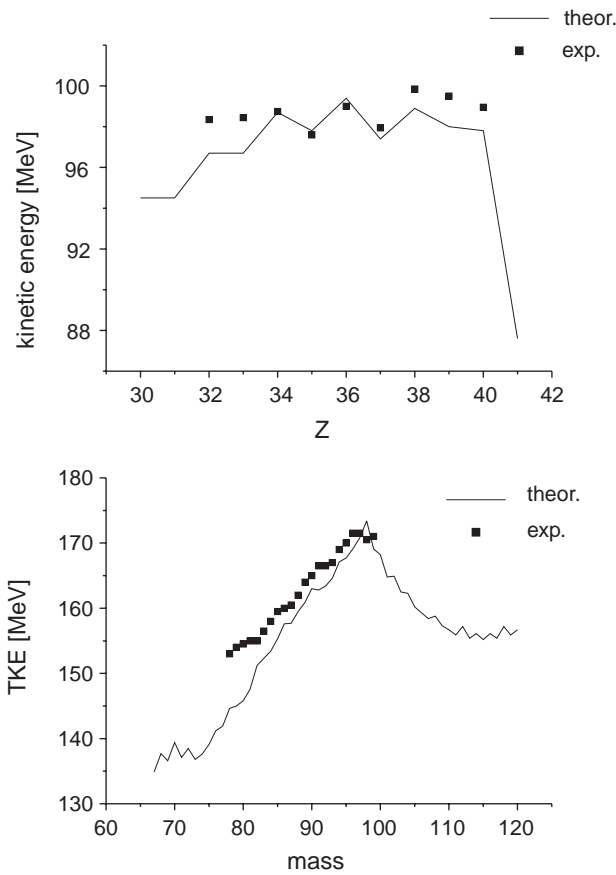 theor.
exp.
100
96
92
88
kinetic energy [MeV]
30 32 34 36 38 40 42
Z
180
170
160
150
140
130
TKE [MeV]
theor.
exp.
60 70 80 90 100 110 120
mass